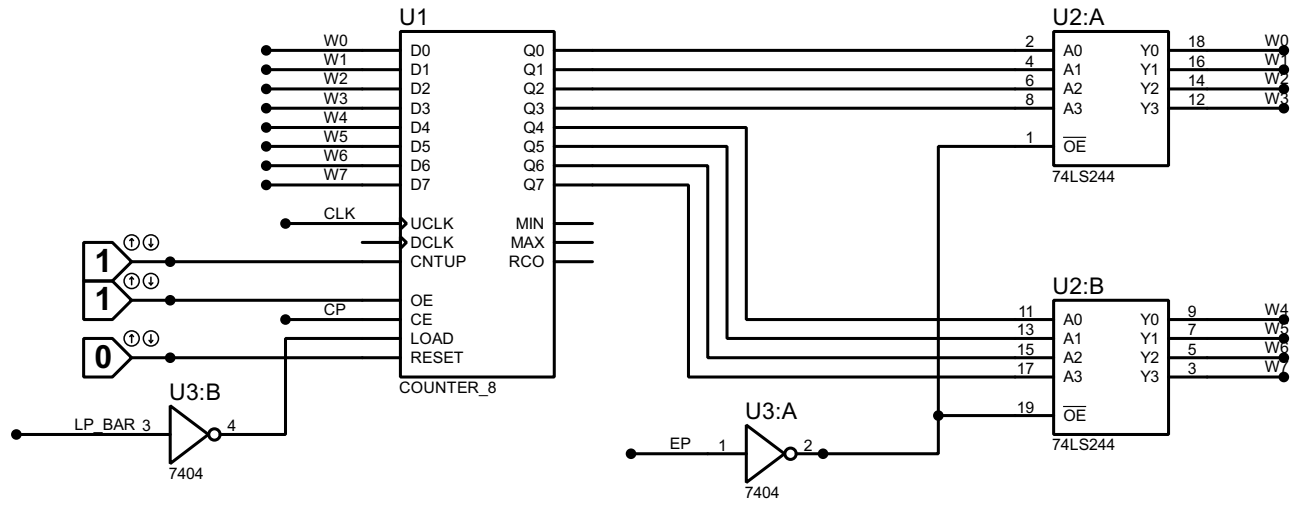 U1
U2:A
W0 D0 Q0 2 A0 Y0 18 W0
W1 D1 Q1 4 A1 Y1 16 W1
W2 D2 Q2 6 A2 Y2 14 W2
W3 D3 Q3 8 A3 Y3 12 W3
W4 D4 Q4
W5 D5 Q5 1 OE
W6 D6 Q6
W7 D7 Q7
74LS244
CLK UCLK MIN
DCLK MAX
1 CNTUP RCO
1 OE
CP CE
LOAD
0 RESET
COUNTER_8
U2:B
11 A0 Y0 9 W4
13 A1 Y1 7 W5
15 A2 Y2 5 W6
17 A3 Y3 3 W7
19 OE
74LS244
U3:B
LP_BAR 3 4
7404
U3:A
EP 1 2
7404